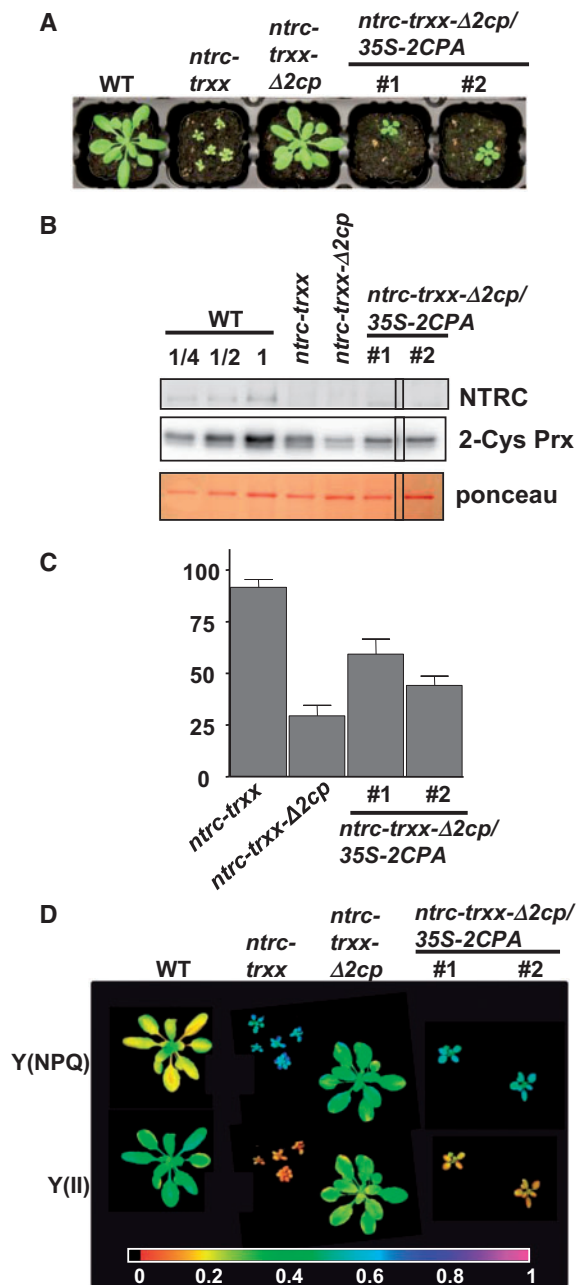 A
WT
ntrc-
trxx
ntrc-
trxx-
Δ2cp
ntrc-trxx-Δ2cp/
35S-2CPA
#1 #2
B
WT
1/4 1/2 1
ntrc-trxx
ntrc-trxx-Δ2cp
ntrc-trxx-Δ2cp/
35S-2CPA
#1 #2
NTRC
2-Cys Prx
ponceau
C
100
75
50
25
0
ntrc-trxx
ntrc-trxx-Δ2cp
#1 #2
ntrc-trxx-Δ2cp/
35S-2CPA
D
WT
ntrc-
trxx
ntrc-
trxx-
Δ2cp
ntrc-trxx-Δ2cp/
35S-2CPA
#1 #2
Y(NPQ)
Y(II)
0 0.2 0.4 0.6 0.8 1